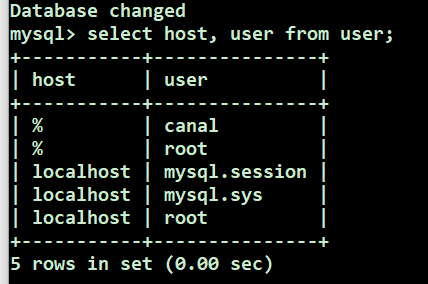 Database changed
mysql> select host, user from user;
+-----------+---------------+
| host      | user          |
+-----------+---------------+
| %         | canal         |
| %         | root          |
| localhost | mysql.session |
| localhost | mysql.sys     |
| localhost | root          |
+-----------+---------------+
5 rows in set (0.00 sec)